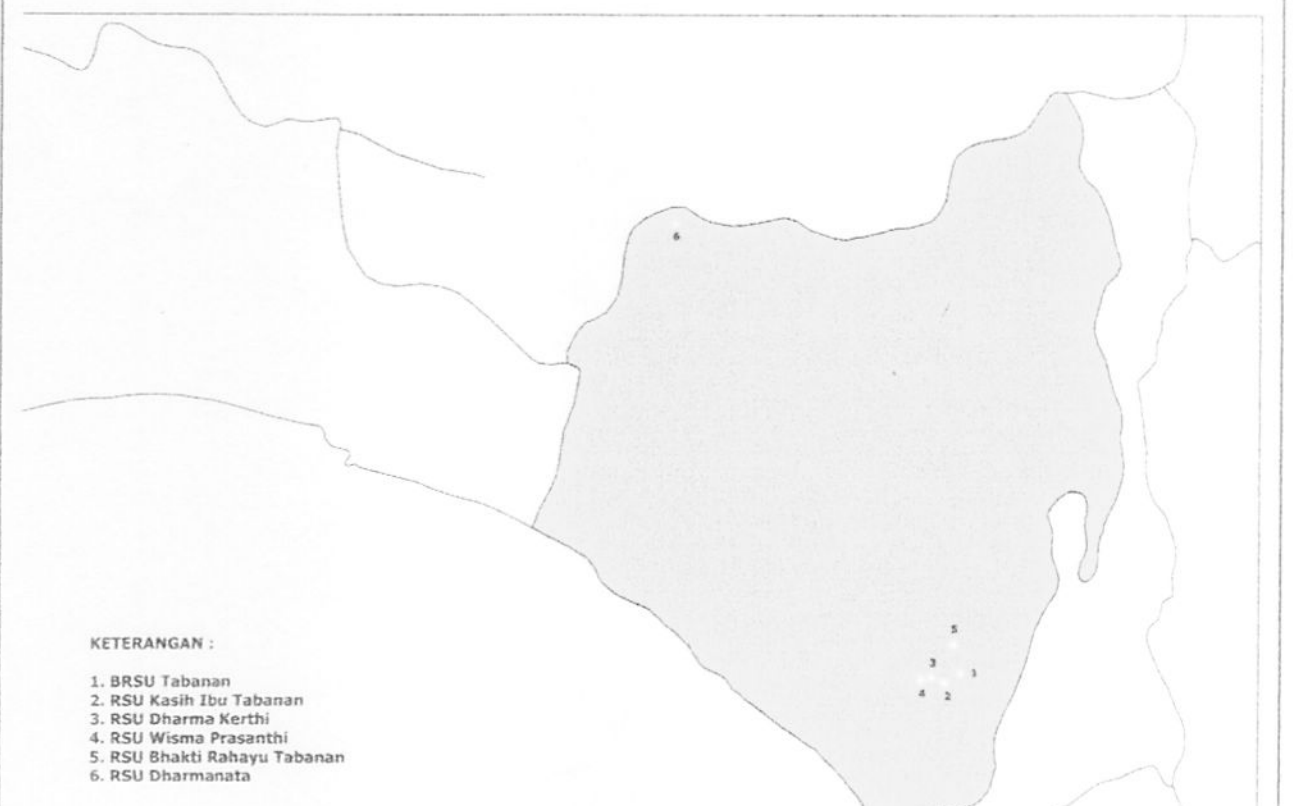 6
5
3
1
4
2
KETERANGAN :
1. BRSU Tabanan
2. RSU Kasih Ibu Tabanan
3. RSU Dharma Kerthi
4. RSU Wisma Prasanthi
5. RSU Bhakti Rahayu Tabanan
6. RSU Dharmanata